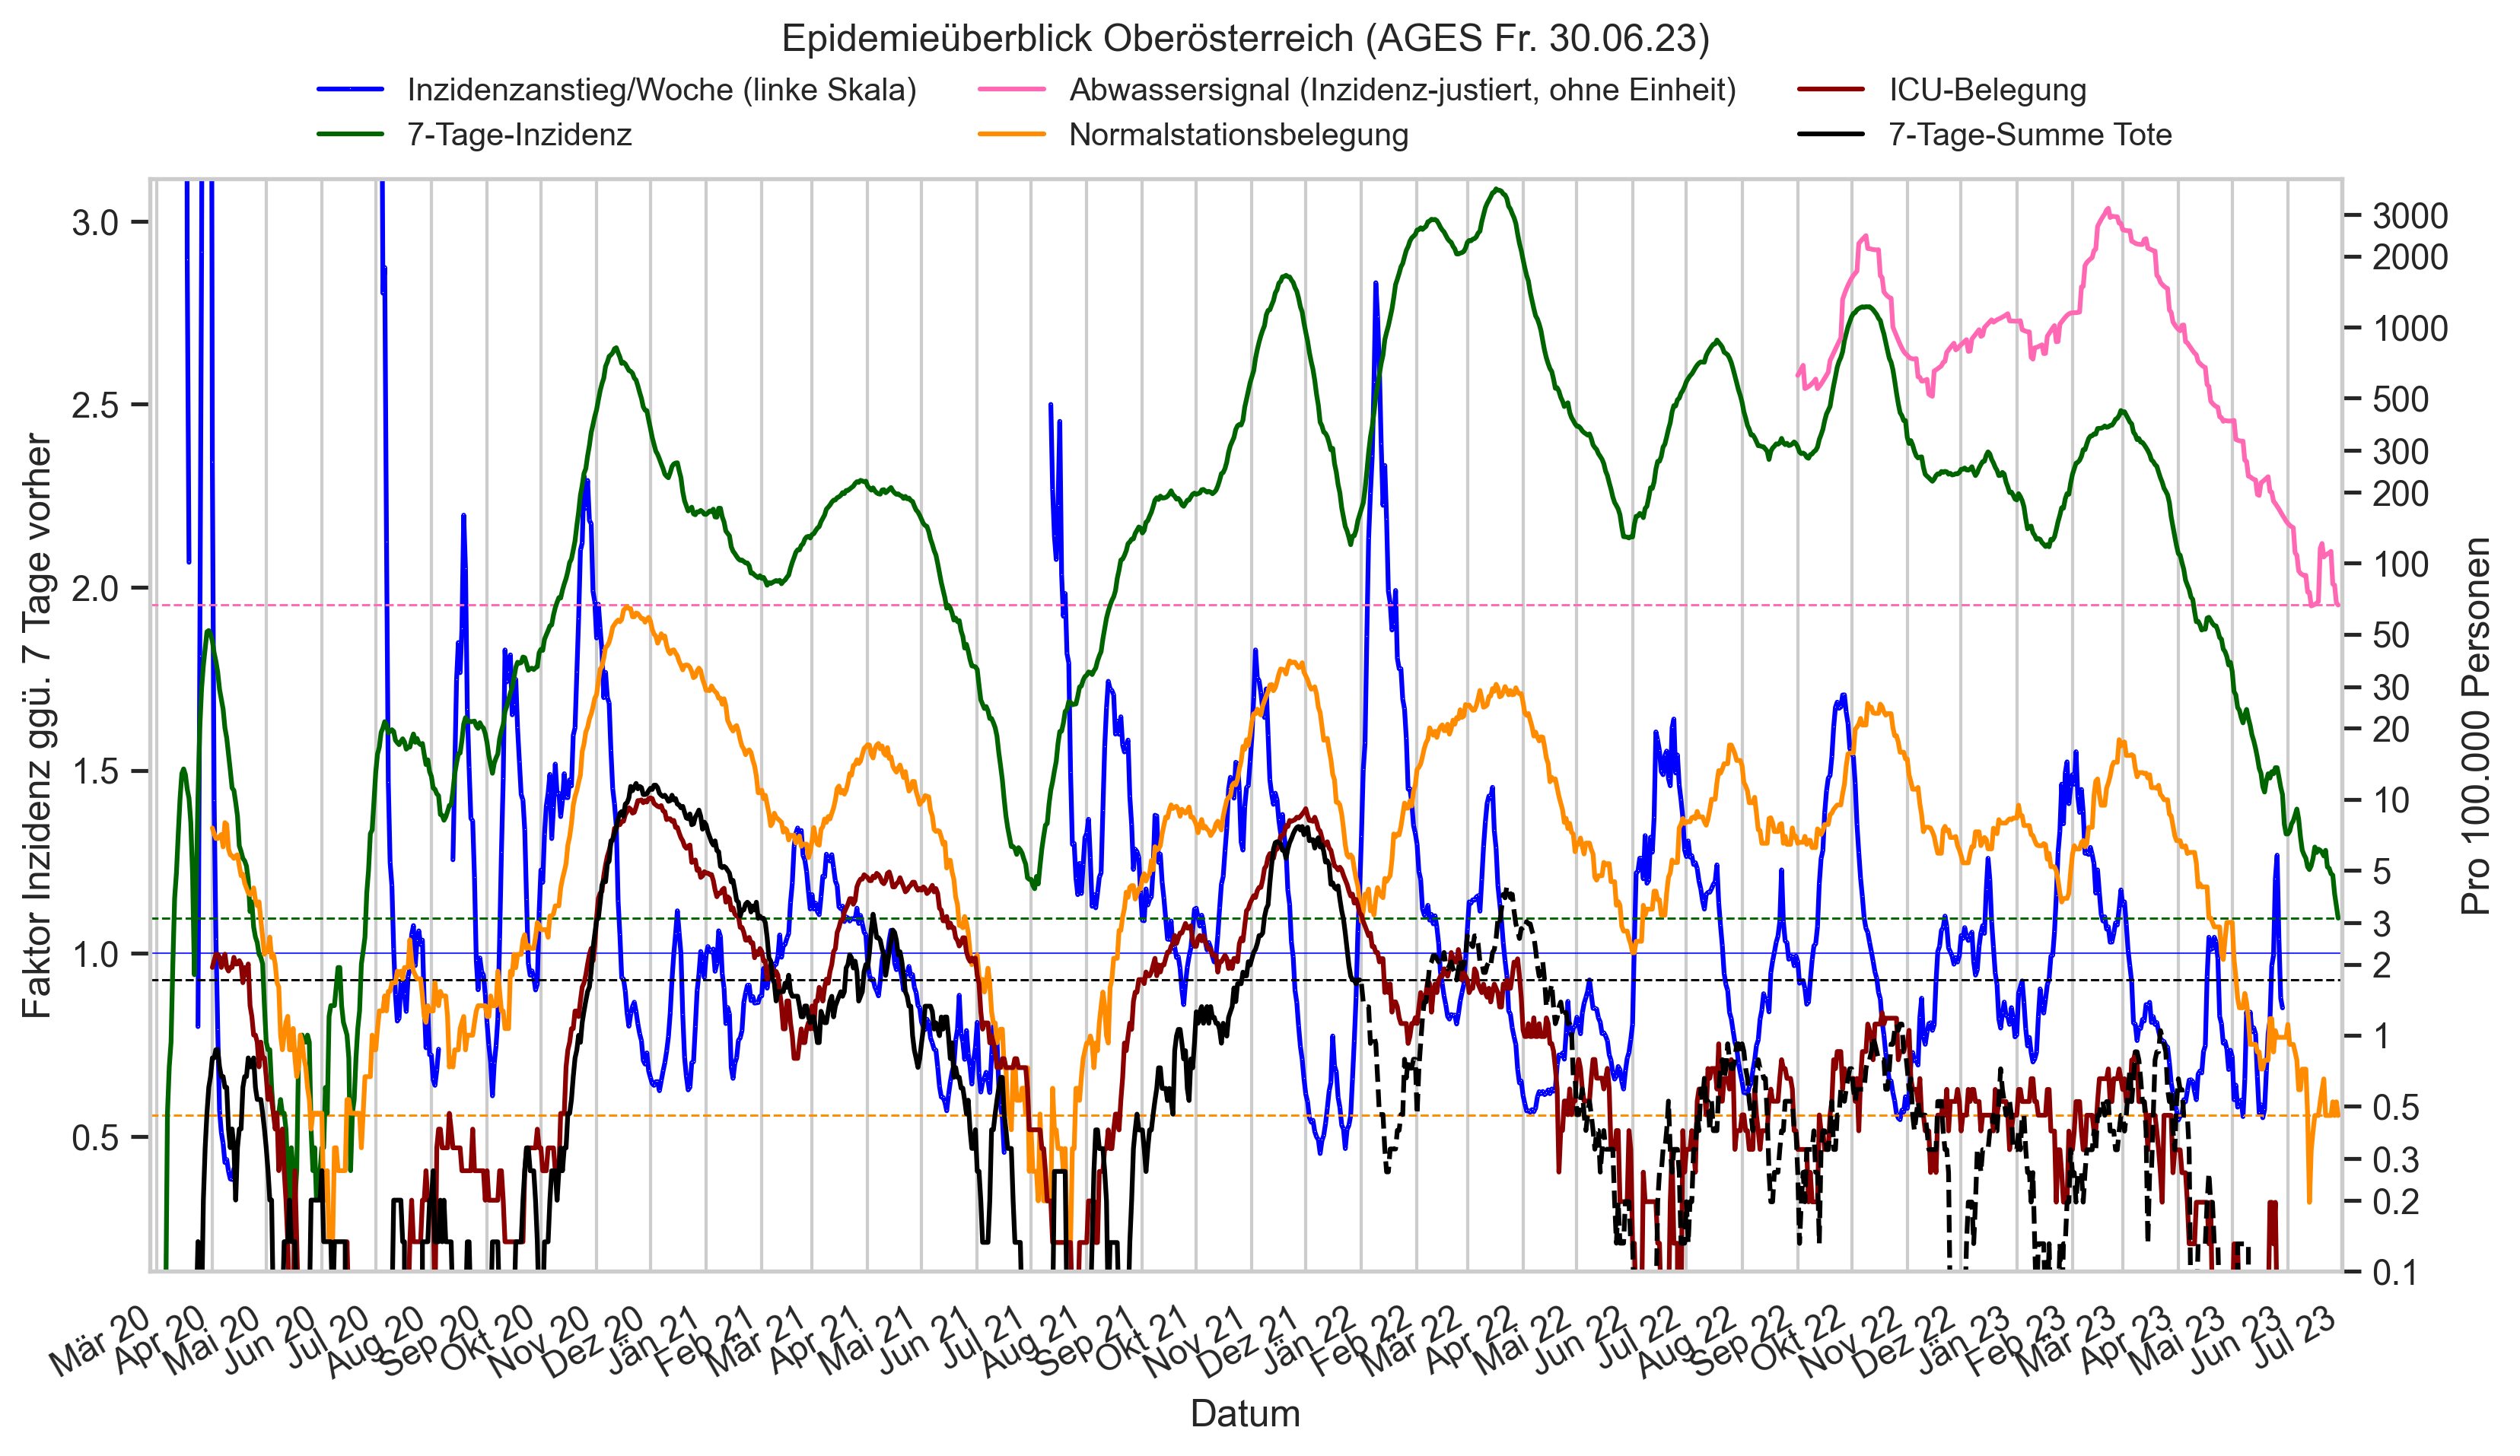 Epidemieüberblick Oberösterreich (AGES Fr. 30.06.23)
Inzidenzanstieg/Woche (linke Skala)
Abwassersignal (Inzidenz-justiert, ohne Einheit)
ICU-Belegung
7-Tage-Inzidenz
Normalstationsbelegung
7-Tage-Summe Tote
Faktor Inzidenz ggü. 7 Tage vorher
3.0
2.5
2.0
1.5
1.0
0.5
3000
2000
1000
500
300
200
100
50
30
20
10
5
3
2
1
0.5
0.3
0.2
0.1
Pro 100.000 Personen
Mär 20
Apr 20
Mai 20
Jun 20
Jul 20
Aug 20
Sep 20
Okt 20
Nov 20
Dez 20
Jän 21
Feb 21
Mär 21
Apr 21
Mai 21
Jun 21
Jul 21
Aug 21
Sep 21
Okt 21
Nov 21
Dez 21
Jän 22
Feb 22
Mär 22
Apr 22
Mai 22
Jun 22
Jul 22
Aug 22
Sep 22
Okt 22
Nov 22
Dez 22
Jän 23
Feb 23
Mär 23
Apr 23
Mai 23
Jun 23
Jul 23
Datum